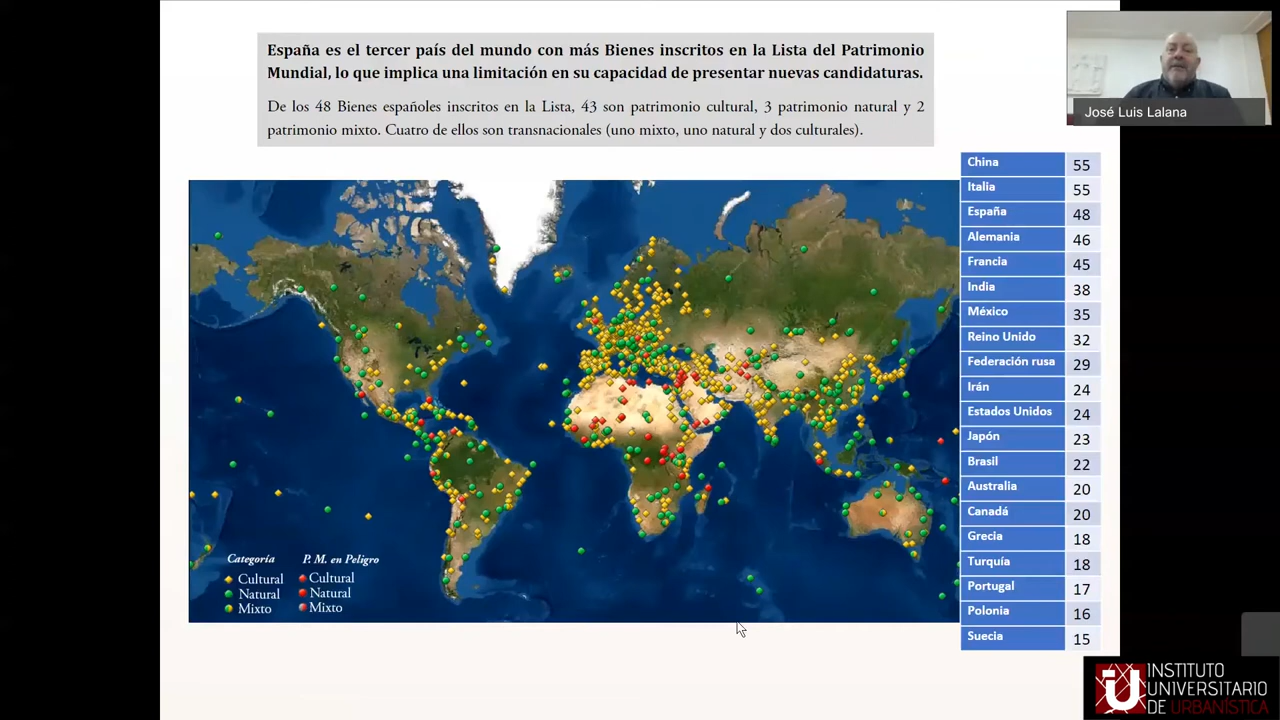 España es el tercer país del mundo con más Bienes inscritos en la Lista del Patrimonio
Mundial, lo que implica una limitación en su capacidad de presentar nuevas candidaturas.
De los 48 Bienes españoles inscritos en la Lista, 43 son patrimonio cultural, 3 patrimonio natural y 2
patrimonio mixto. Cuatro de ellos son transnacionales (uno mixto, uno natural y dos culturales).
José Luis Lalana
China 55
Italia 55
España 48
Alemania 46
Francia 45
India 38
México 35
Reino Unido 32
Federación rusa 29
Irán 24
Estados Unidos 24
Japón 23
Brasil 22
Australia 20
Canadá 20
Grecia 18
Turquía 18
Portugal 17
Polonia 16
Suecia 15
Categoría P. M. en Peligro
Cultural Cultural
Natural Natural
Mixto Mixto
INSTITUTO
UNIVERSITARIO
DE URBANÍSTICA